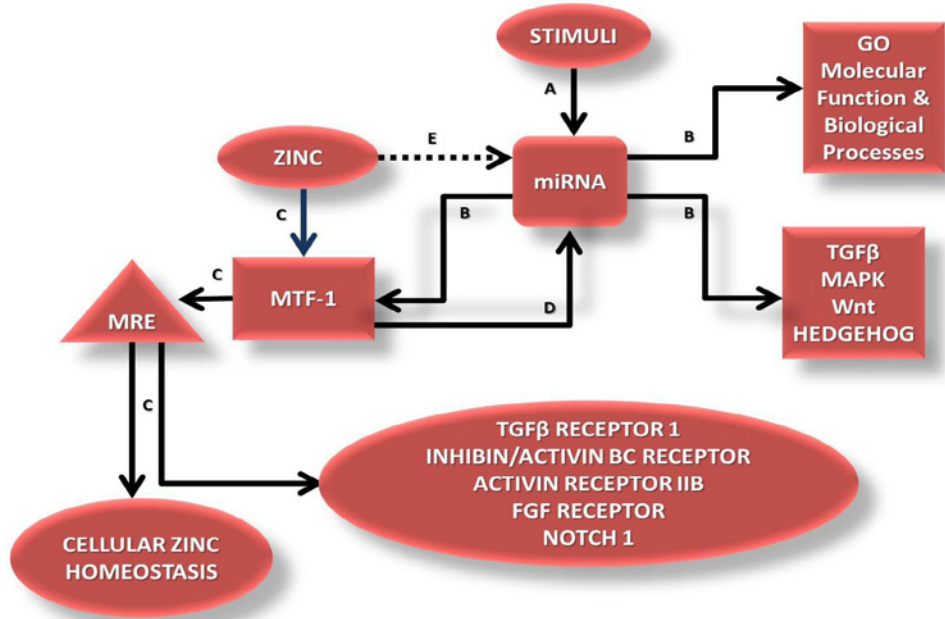 STIMULI
A
GO
Molecular
Function &
Biological
Processes
B
ZINC
E
miRNA
C
B
B
TGFβ
MAPK
Wnt
HEDGEHOG
C
MTF-1
D
MRE
C
TGFβ RECEPTOR 1
INHIBIN/ACTIVIN BC RECEPTOR
ACTIVIN RECEPTOR IIB
FGF RECEPTOR
NOTCH 1
CELLULAR ZINC
HOMEOSTASIS